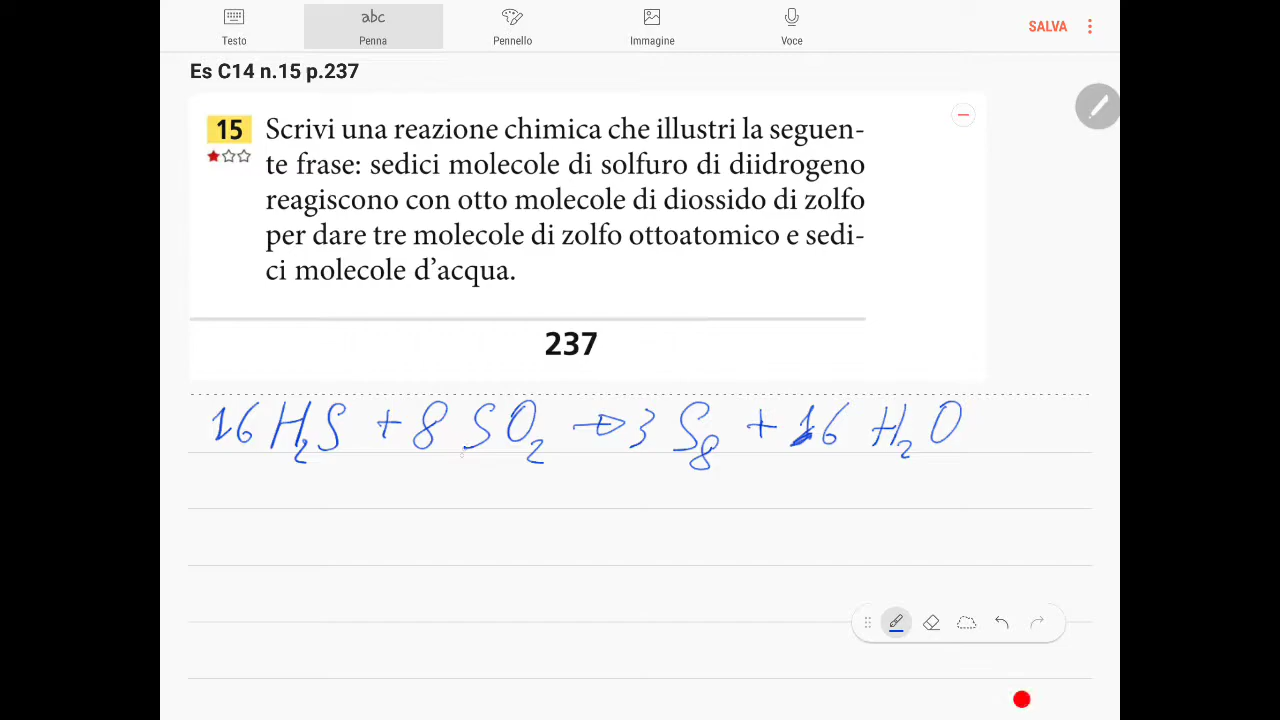 Testo
abc
Penna
Pennello
Immagine
Voce
SALVA
Es C14 n.15 p.237
15 Scrivi una reazione chimica che illustri la seguen-
te frase: sedici molecole di solfuro di diidrogeno
reagiscono con otto molecole di diossido di zolfo
per dare tre molecole di zolfo ottoatomico e sedi-
ci molecole d'acqua.
237
16 H₂S + 8 SO₂ → 3 S₈ + 16 H₂O